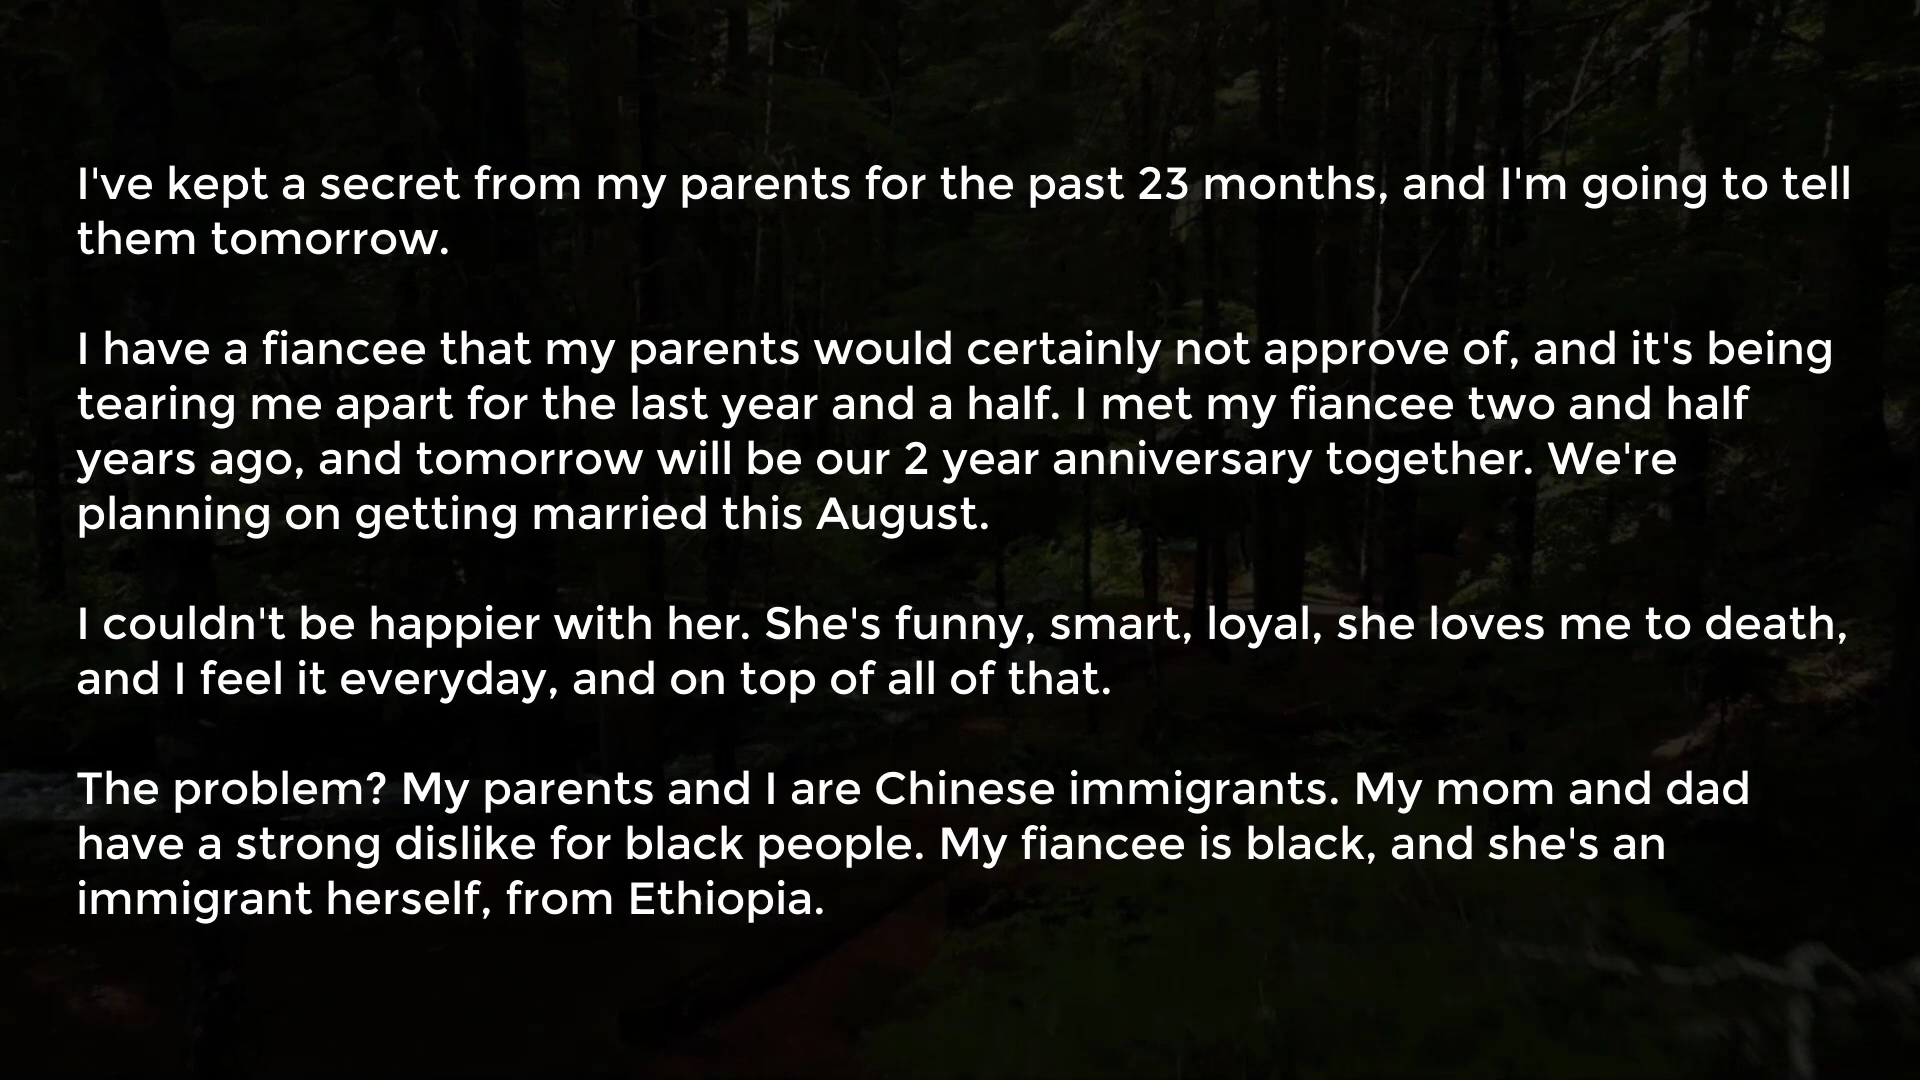 I've kept a secret from my parents for the past 23 months, and I'm going to tell
them tomorrow.
I have a fiancee that my parents would certainly not approve of, and it's being
tearing me apart for the last year and a half. I met my fiancee two and half
years ago, and tomorrow will be our 2 year anniversary together. We're
planning on getting married this August.
I couldn't be happier with her. She's funny, smart, loyal, she loves me to death,
and I feel it everyday, and on top of all of that.
The problem? My parents and I are Chinese immigrants. My mom and dad
have a strong dislike for black people. My fiancee is black, and she's an
immigrant herself, from Ethiopia.